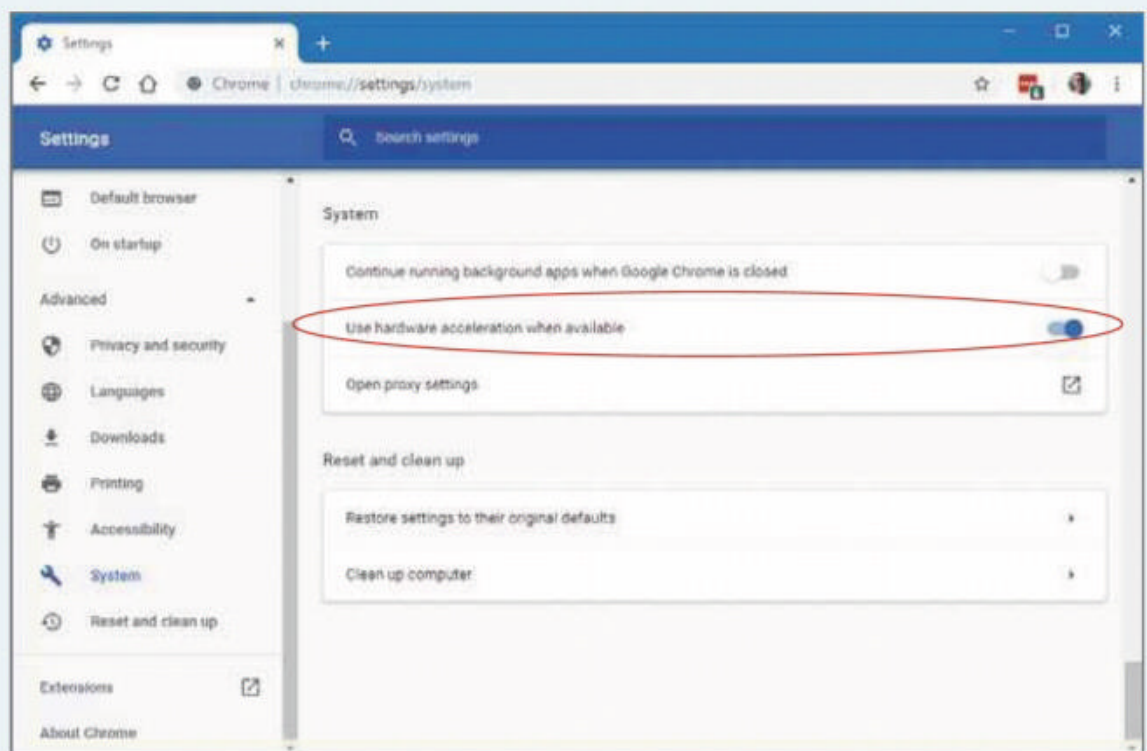 Settings
Chrome | chrome://settings/system
Settings
Search settings
Default browser
On startup
Advanced
Privacy and security
Languages
Downloads
Printing
Accessibility
System
Reset and clean up
Extensions
About Chrome
System
Continue running background apps when Google Chrome is closed
Use hardware acceleration when available
Open proxy settings
Reset and clean up
Restore settings to their original defaults
Clean up computer